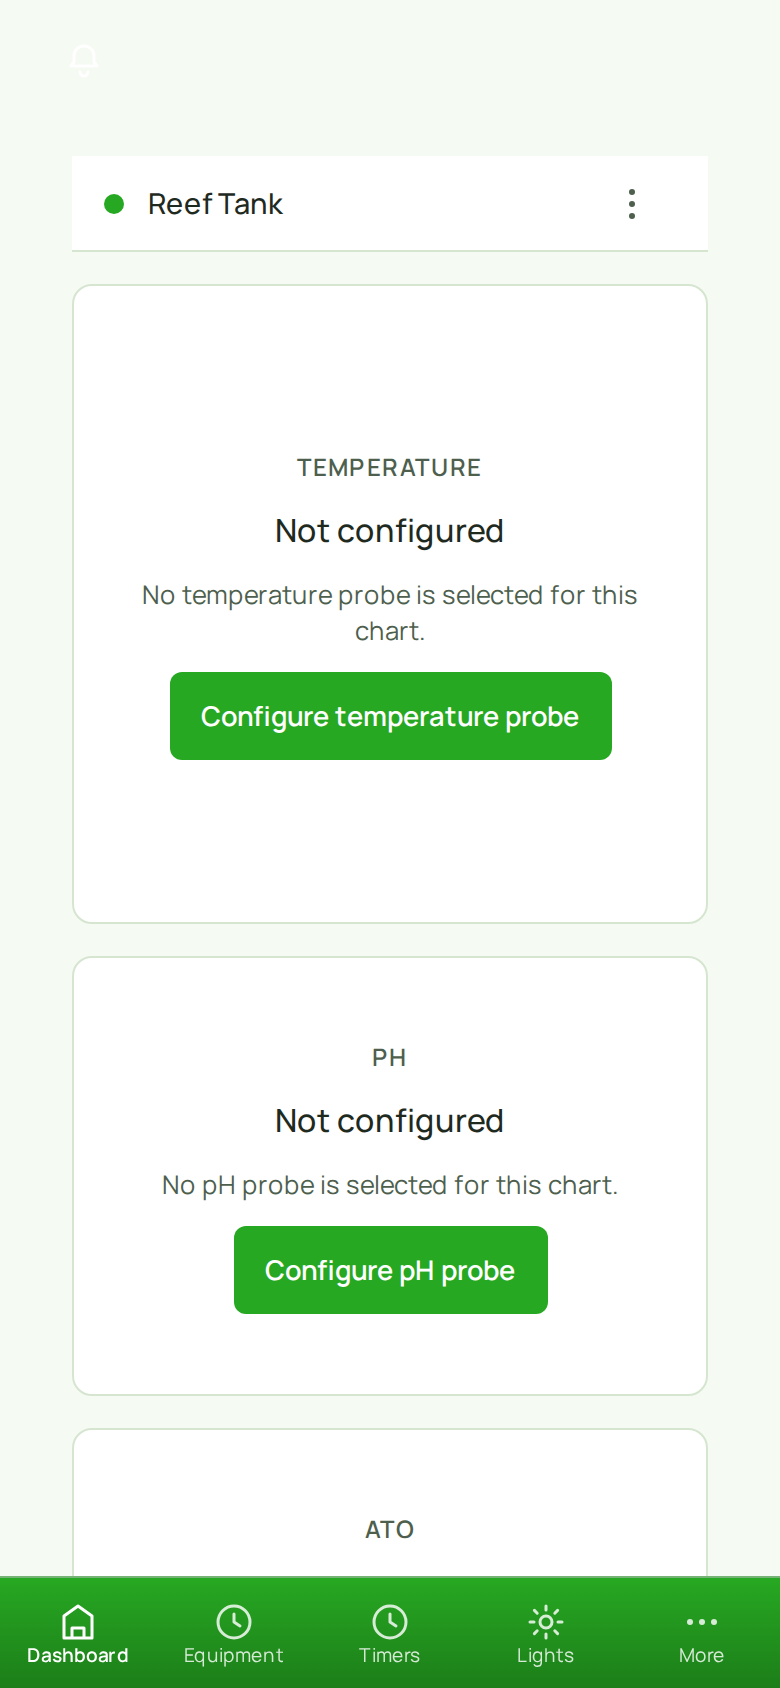 Reef Tank
TEMPERATURE
Not configured
No temperature probe is selected for this
chart.
Configure temperature probe
PH
Not configured
No pH probe is selected for this chart.
Configure pH probe
ATO
Dashboard
Equipment
Timers
Lights
More